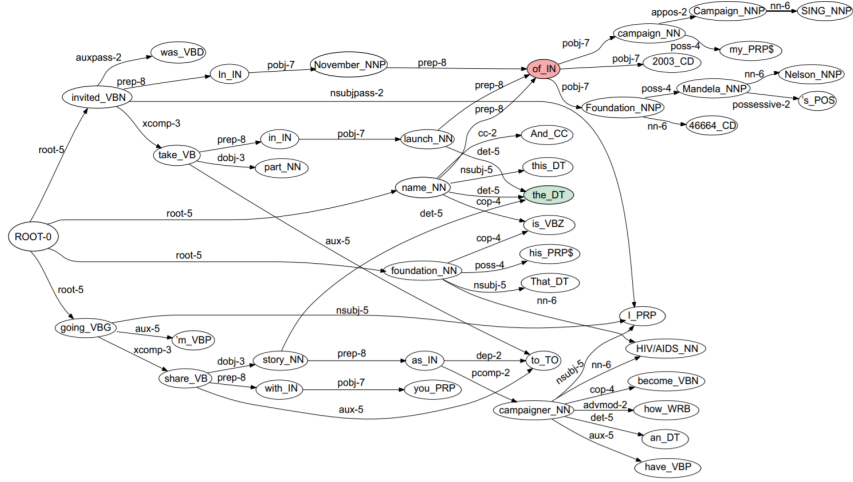 appos-2
Campaign_NNP
nn-6
SING_NNP
campaign_NN
poss-4
my_PRP$
auxpass-2
was_VBD
pobj-7
prep-8
In_IN
pobj-7
November_NNP
prep-8
of_IN
pobj-7
2003_CD
nn-6
Nelson_NNP
invited_VBN
nsubjpass-2
prep-8
pobj-7
poss-4
Mandela_NNP
possessive-2
's_POS
Foundation_NNP
nn-6
46664_CD
xcomp-3
prep-8
in_IN
pobj-7
launch_NN
prep-8
cc-2
And_CC
root-5
take_VB
dobj-3
part_NN
det-5
nsubj-5
this_DT
name_NN
det-5
the_DT
root-5
det-5
cop-4
is_VBZ
ROOT-0
aux-5
root-5
cop-4
foundation_NN
poss-4
his_PRP$
nsubj-5
That_DT
root-5
nn-6
nsubj-5
I_PRP
going_VBG
aux-5
'm_VBP
xcomp-3
dobj-3
story_NN
prep-8
as_IN
dep-2
to_TO
nsubj-5
nn-6
HIV/AIDS_NN
share_VB
prep-8
with_IN
pobj-7
you_PRP
pcomp-2
cop-4
become_VBN
aux-5
campaigner_NN
advmod-2
how_WRB
det-5
an_DT
aux-5
have_VBP